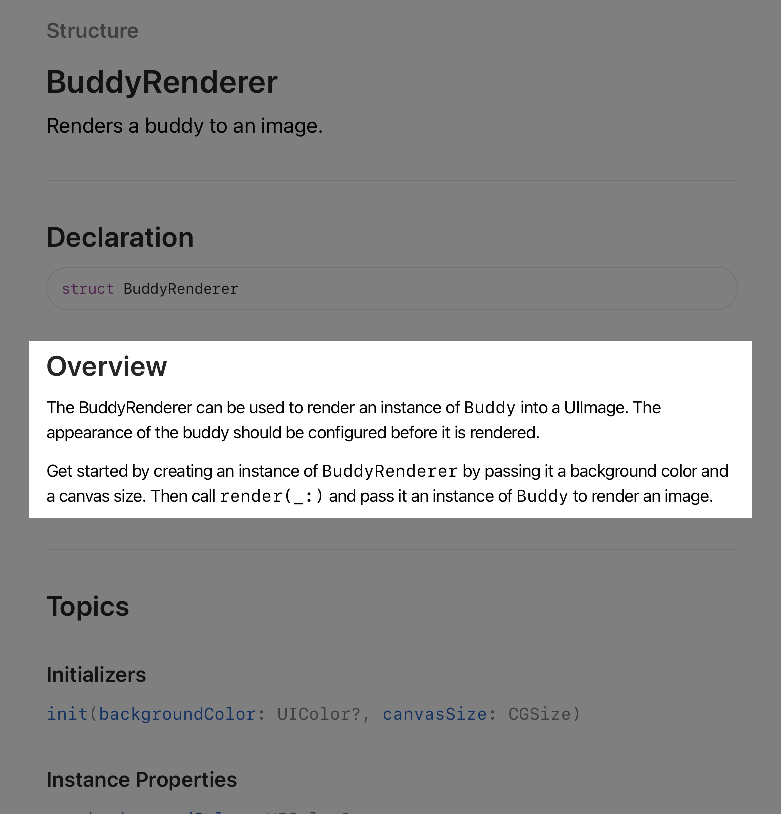 Structure
BuddyRenderer
Renders a buddy to an image.
Declaration
struct BuddyRenderer
Overview
The BuddyRenderer can be used to render an instance of Buddy into a UIImage. The
appearance of the buddy should be configured before it is rendered.
Get started by creating an instance of BuddyRenderer by passing it a background color and
a canvas size. Then call render(_:) and pass it an instance of Buddy to render an image.
Topics
Initializers
init(backgroundColor: UIColor?, canvasSize: CGSize)
Instance Properties